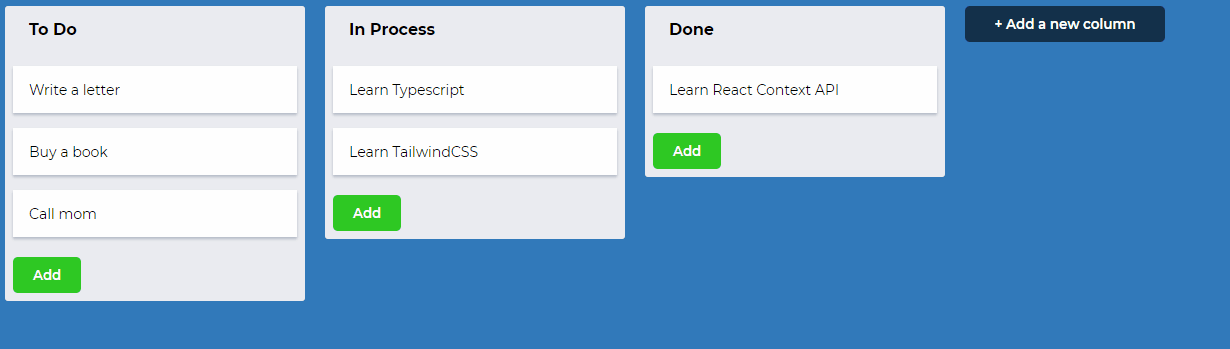 To Do
Write a letter
Buy a book
Call mom
Add
In Process
Learn Typescript
Learn TailwindCSS
Add
Done
Learn React Context API
Add
+ Add a new column